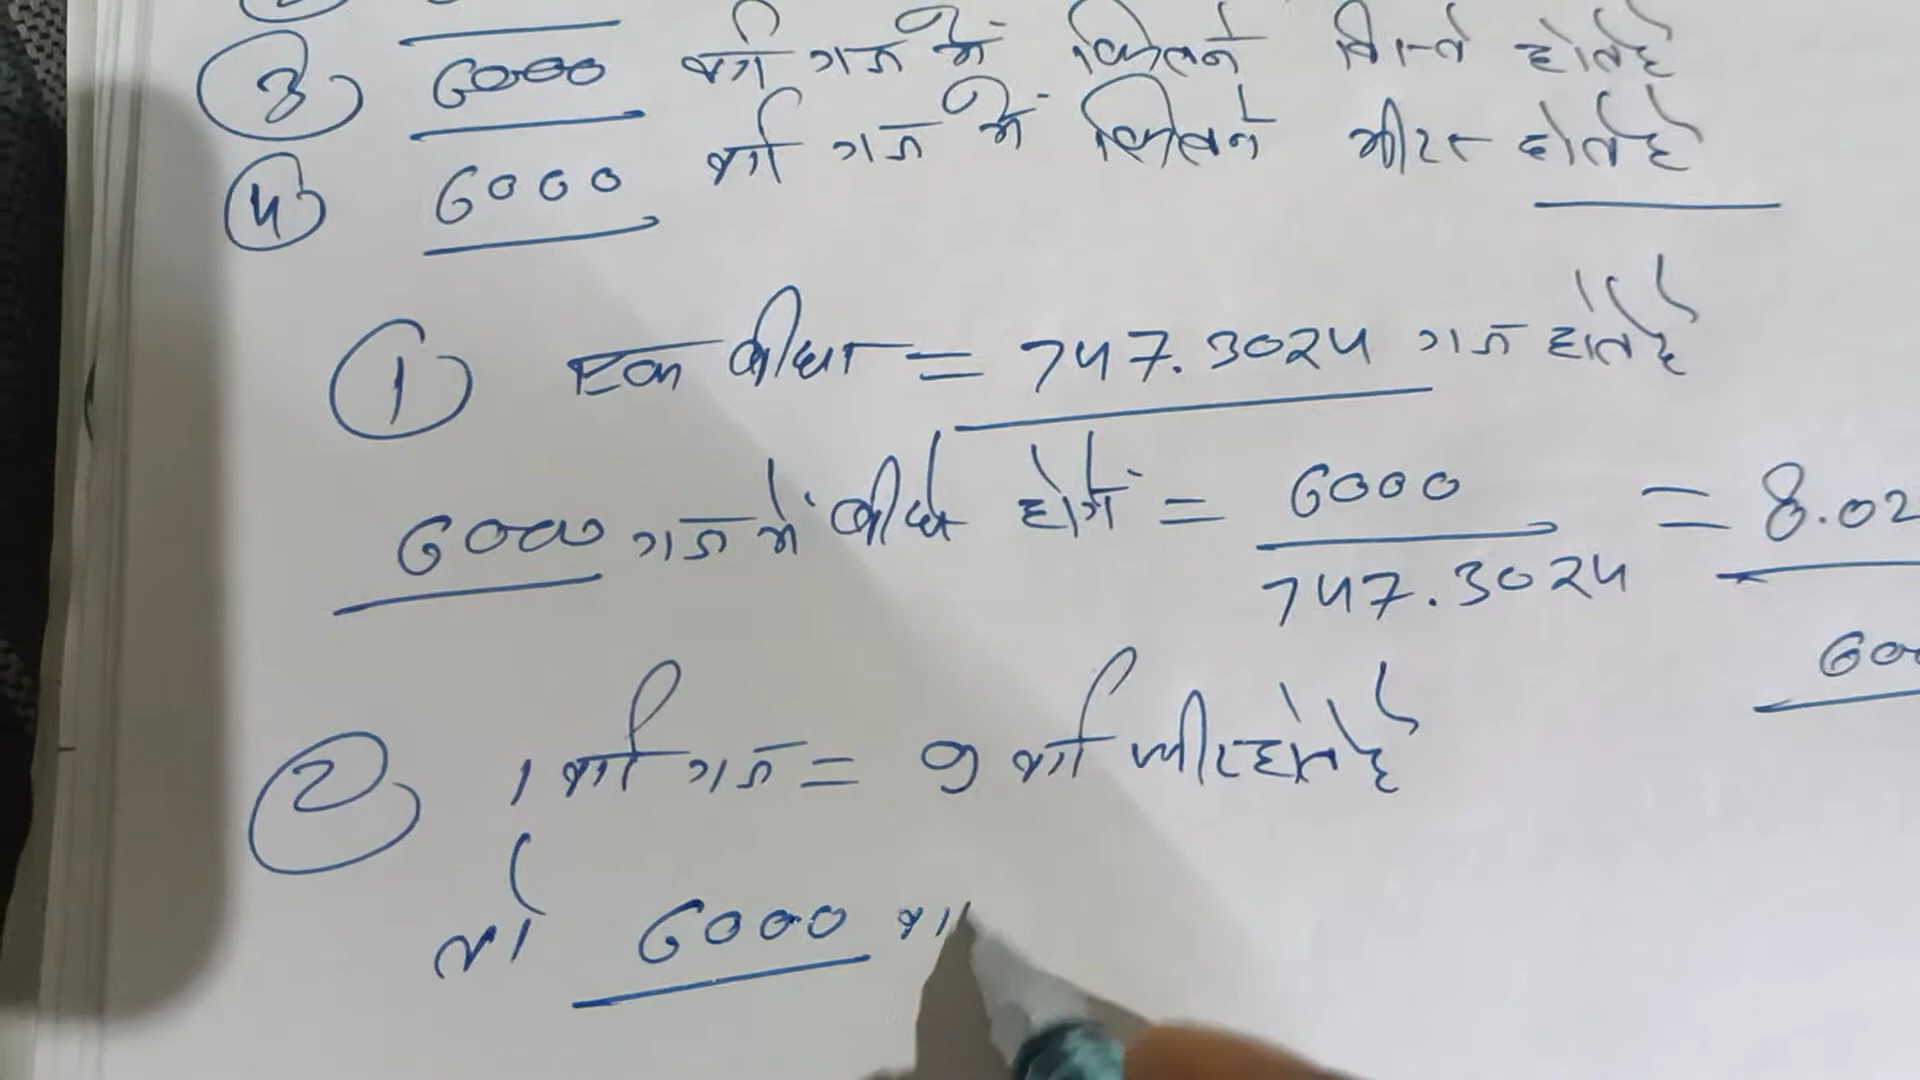 ③ 6000 वर्ग गज में कितने बिस्वे होते हैं
④ 6000 वर्ग गज में कितने मीटर होते हैं
① एक बीघा = 747.3024 गज होते हैं
6000 गज में बीघे होंगे = 6000 / 747.3024 = 8.02
600
② 1 वर्ग गज = 9 वर्ग फीट होते हैं
तो 6000 वर्ग